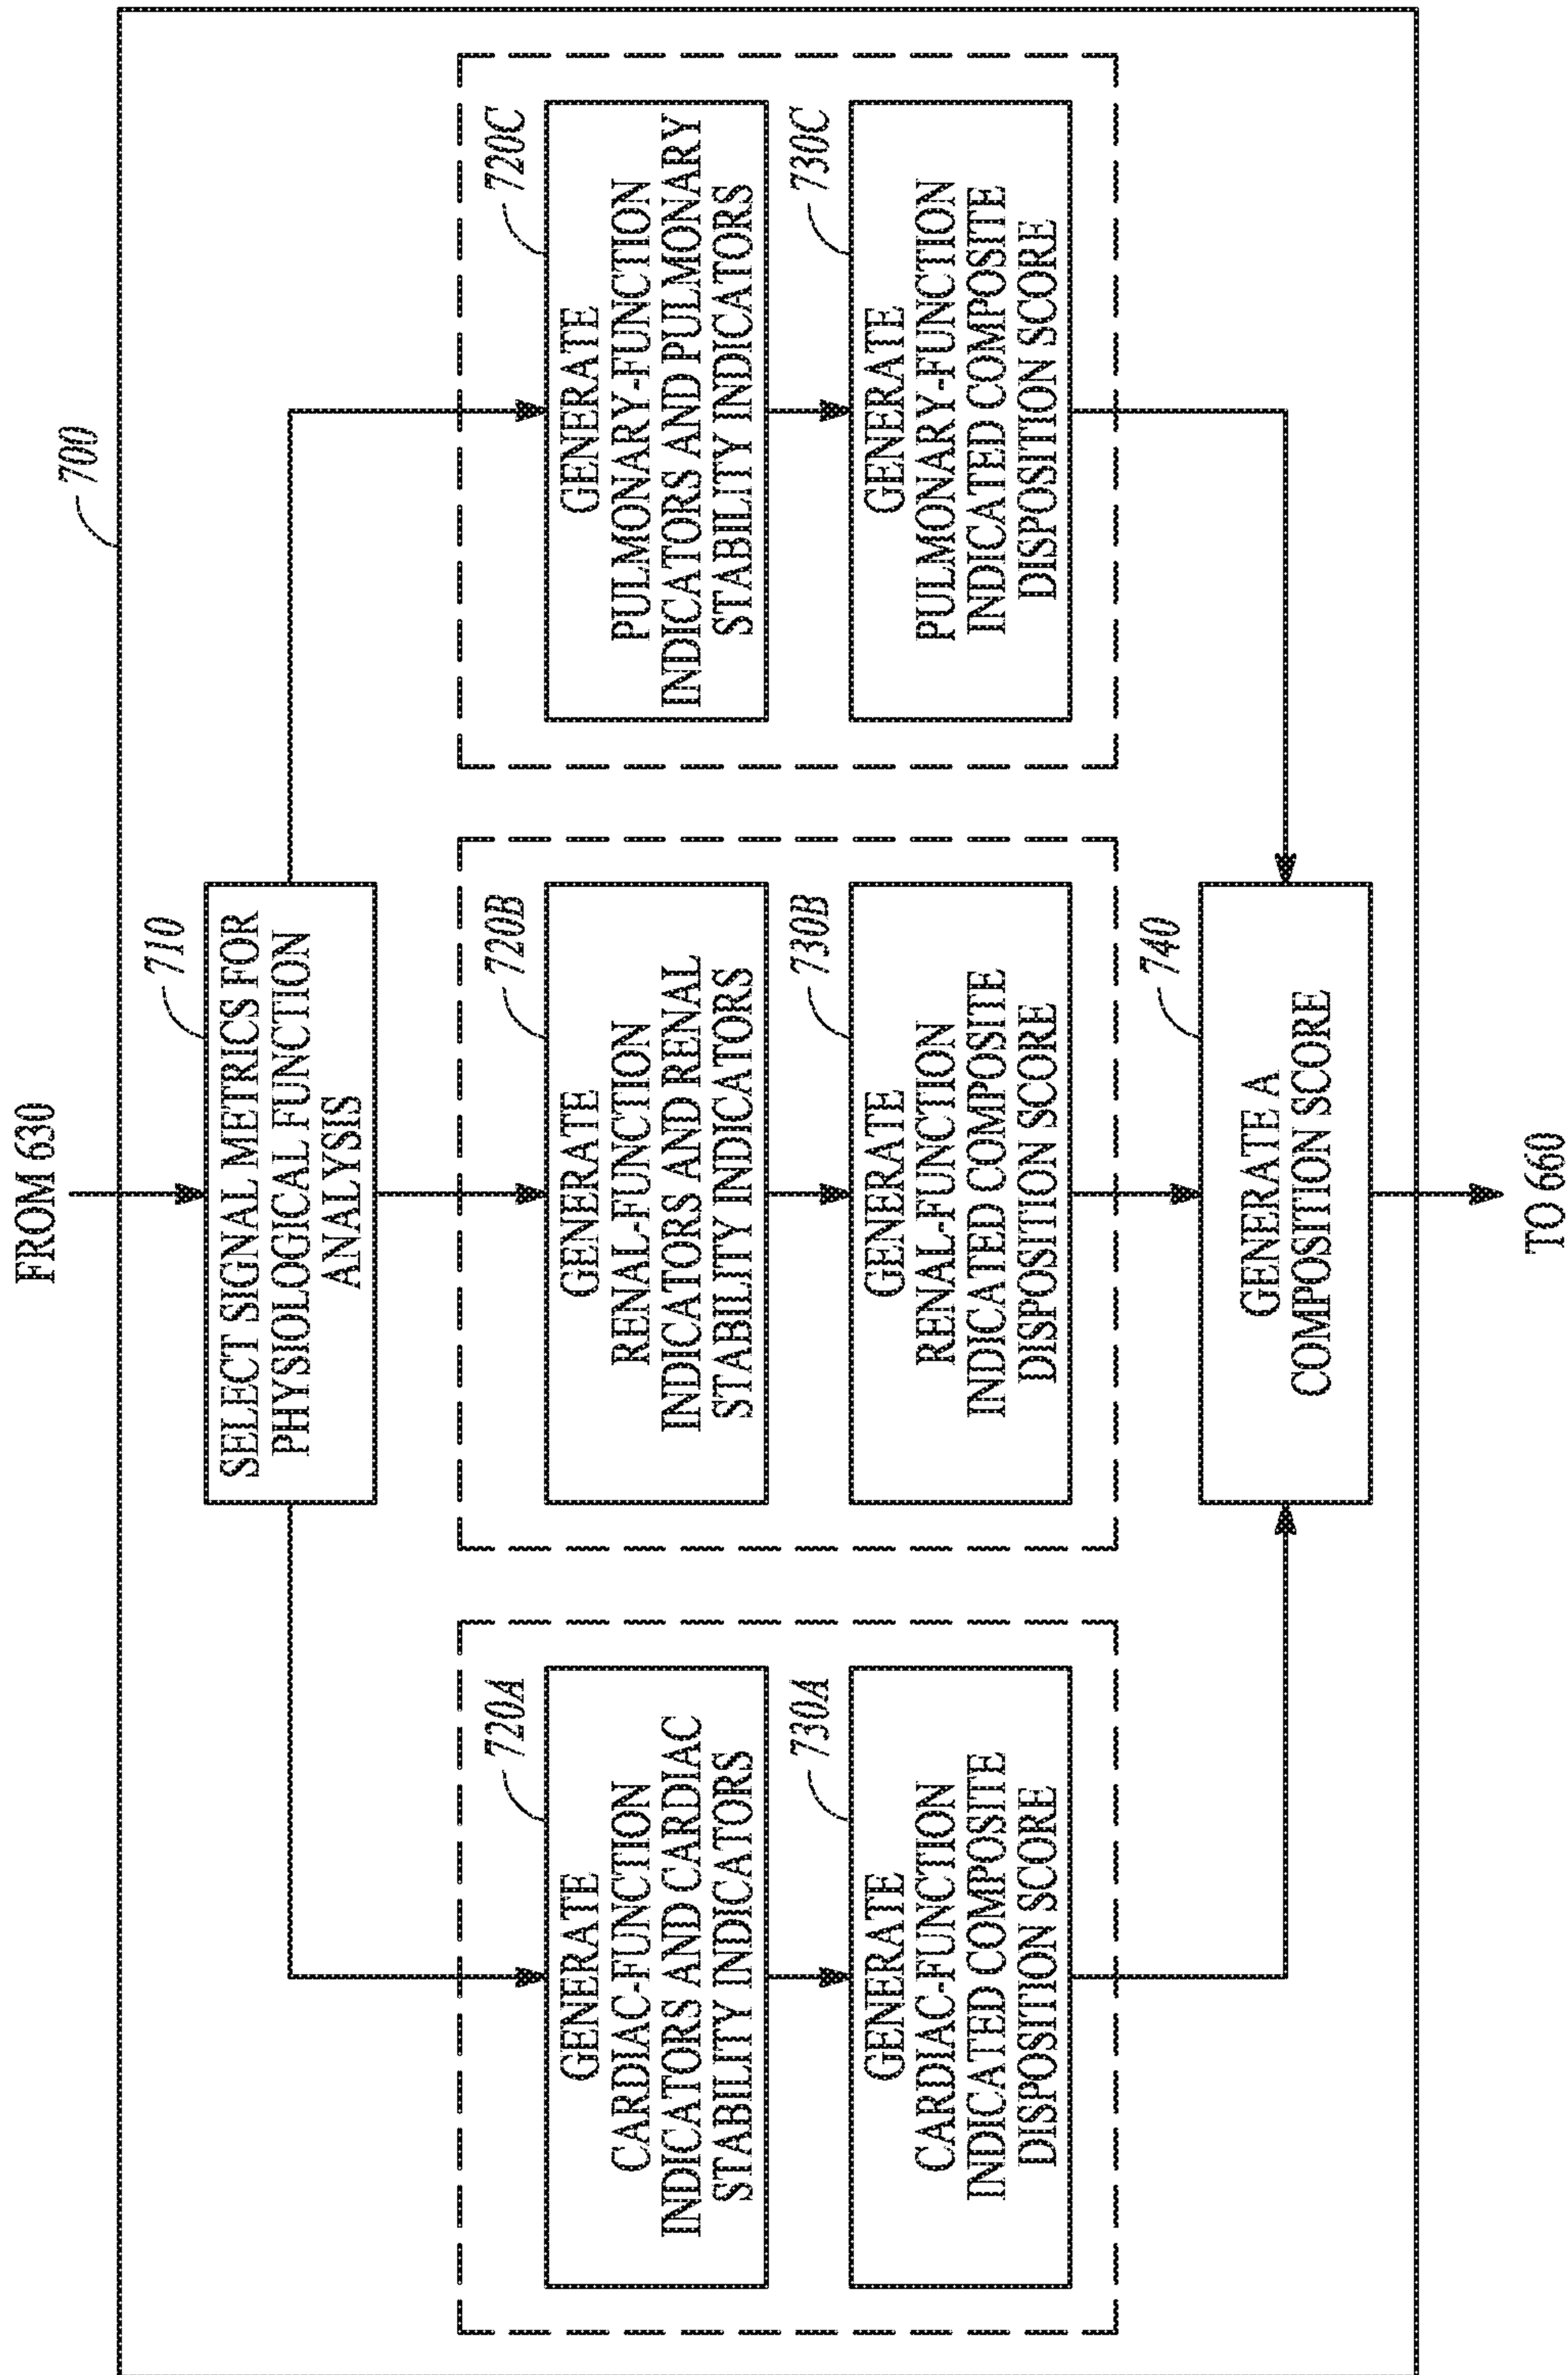 700
FROM 630
710
SELECT SIGNAL METRICS FOR
PHYSIOLOGICAL FUNCTION
ANALYSIS
720A
GENERATE
CARDIAC-FUNCTION
INDICATORS AND CARDIAC
STABILITY INDICATORS
730A
GENERATE
CARDIAC-FUNCTION
INDICATED COMPOSITE
DISPOSITION SCORE
720B
GENERATE
RENAL-FUNCTION
INDICATORS AND RENAL
STABILITY INDICATORS
730B
GENERATE
RENAL-FUNCTION
INDICATED COMPOSITE
DISPOSITION SCORE
720C
GENERATE
PULMONARY-FUNCTION
INDICATORS AND PULMONARY
STABILITY INDICATORS
730C
GENERATE
PULMONARY-FUNCTION
INDICATED COMPOSITE
DISPOSITION SCORE
740
GENERATE A
COMPOSITION SCORE
TO 660